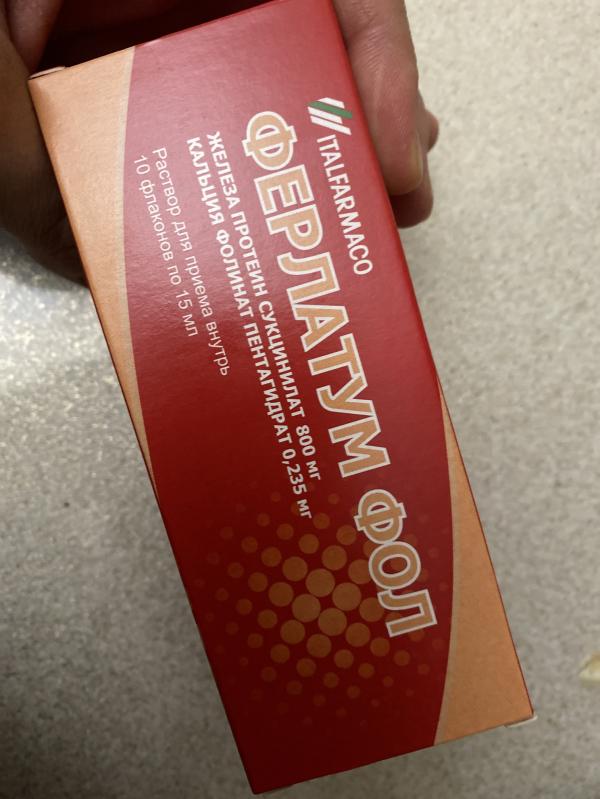 ITALFARMACO
ФЕРЛАТУМ ФОЛ
ЖЕЛЕЗА ПРОТЕИН СУКЦИНИЛАТ 800 мг
КАЛЬЦИЯ ФОЛИНАТ ПЕНТАГИДРАТ 0,235 мг
Раствор для приема внутрь
10 флаконов по 15 мл